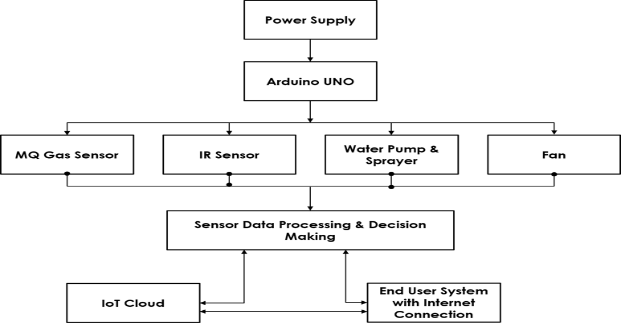 Power Supply
Arduino UNO
MQ Gas Sensor
IR Sensor
Water Pump &
Sprayer
Fan
Sensor Data Processing & Decision
Making
IoT Cloud
End User System
with Internet
Connection